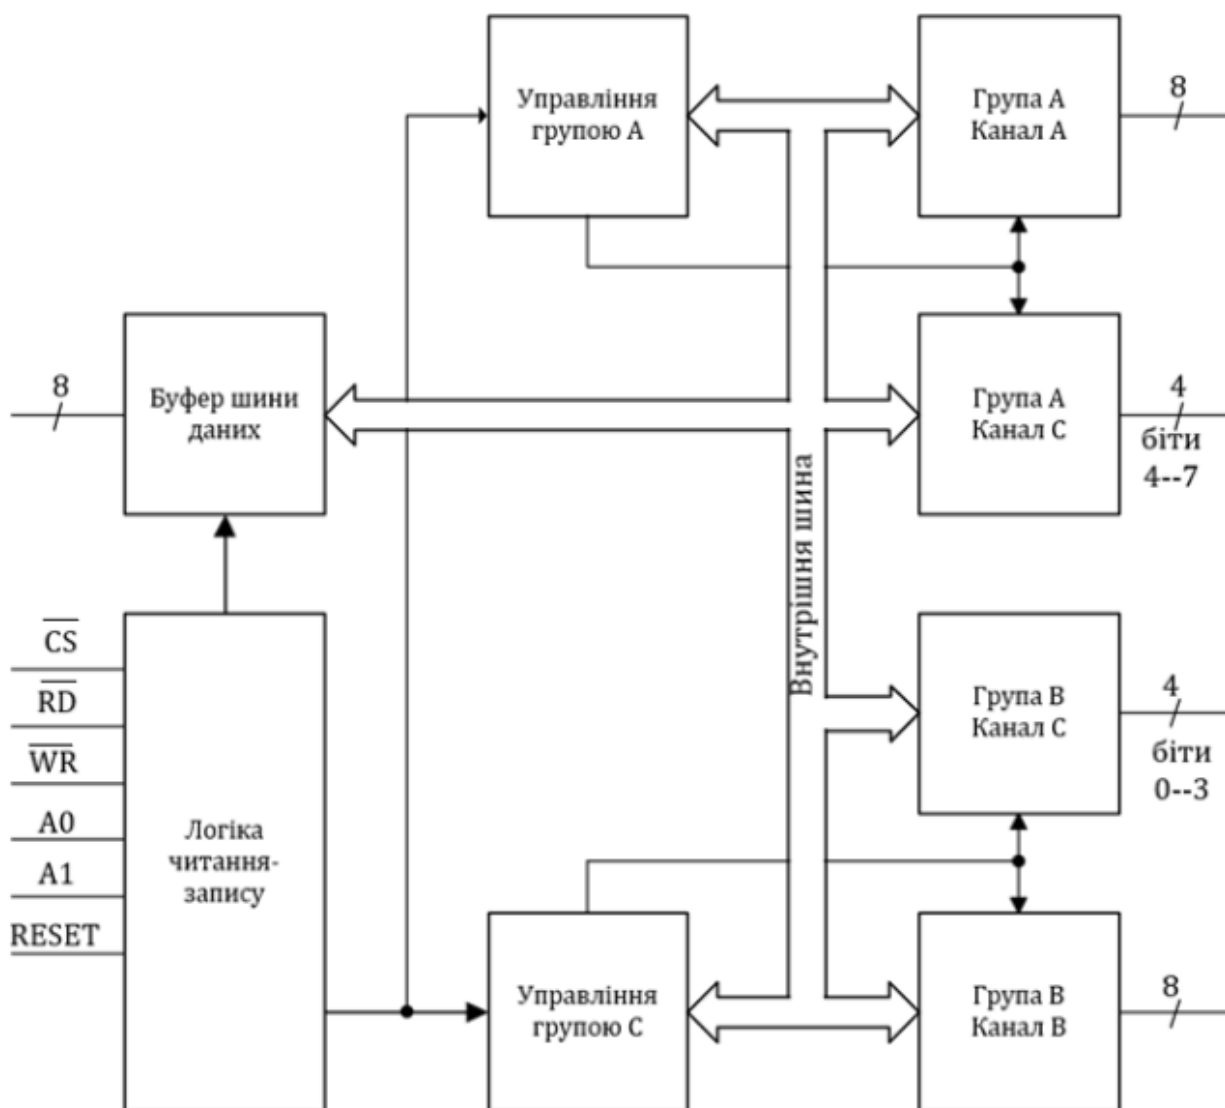 Управління
групою А
Група А
Канал А
8
8
Буфер шини
даних
Група А
Канал С
4
біти
4--7
Внутрішня шина
CS
RD
WR
A0
A1
RESET
Логіка
читання-
запису
Група В
Канал С
4
біти
0--3
Управління
групою С
Група В
Канал В
8